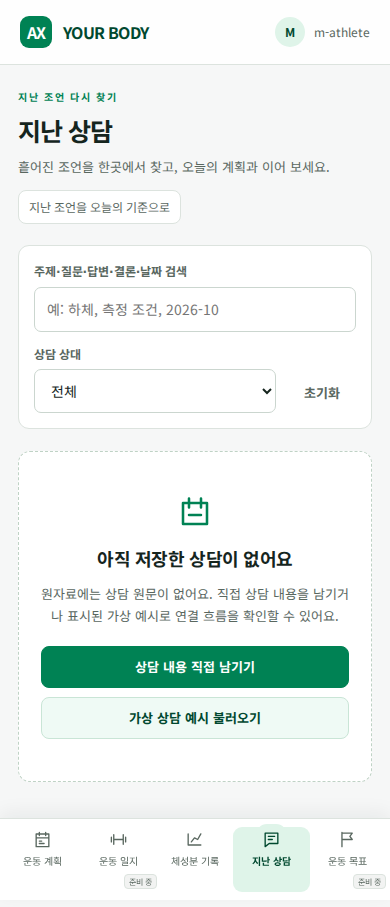 AX YOUR BODY M m-athlete
지난 조언 다시 찾기
지난 상담
흩어진 조언을 한곳에서 찾고, 오늘의 계획과 이어 보세요.
지난 조언을 오늘의 기준으로
주제·질문·답변·결론·날짜 검색
예: 하체, 측정 조건, 2026-10
상담 상대
전체 초기화
아직 저장한 상담이 없어요
원자료에는 상담 원문이 없어요. 직접 상담 내용을 남기거
나 표시된 가상 예시로 연결 흐름을 확인할 수 있어요.
상담 내용 직접 남기기
가상 상담 예시 불러오기
운동 계획 운동 일지 체성분 기록 지난 상담 운동 목표
준비 중 준비 중